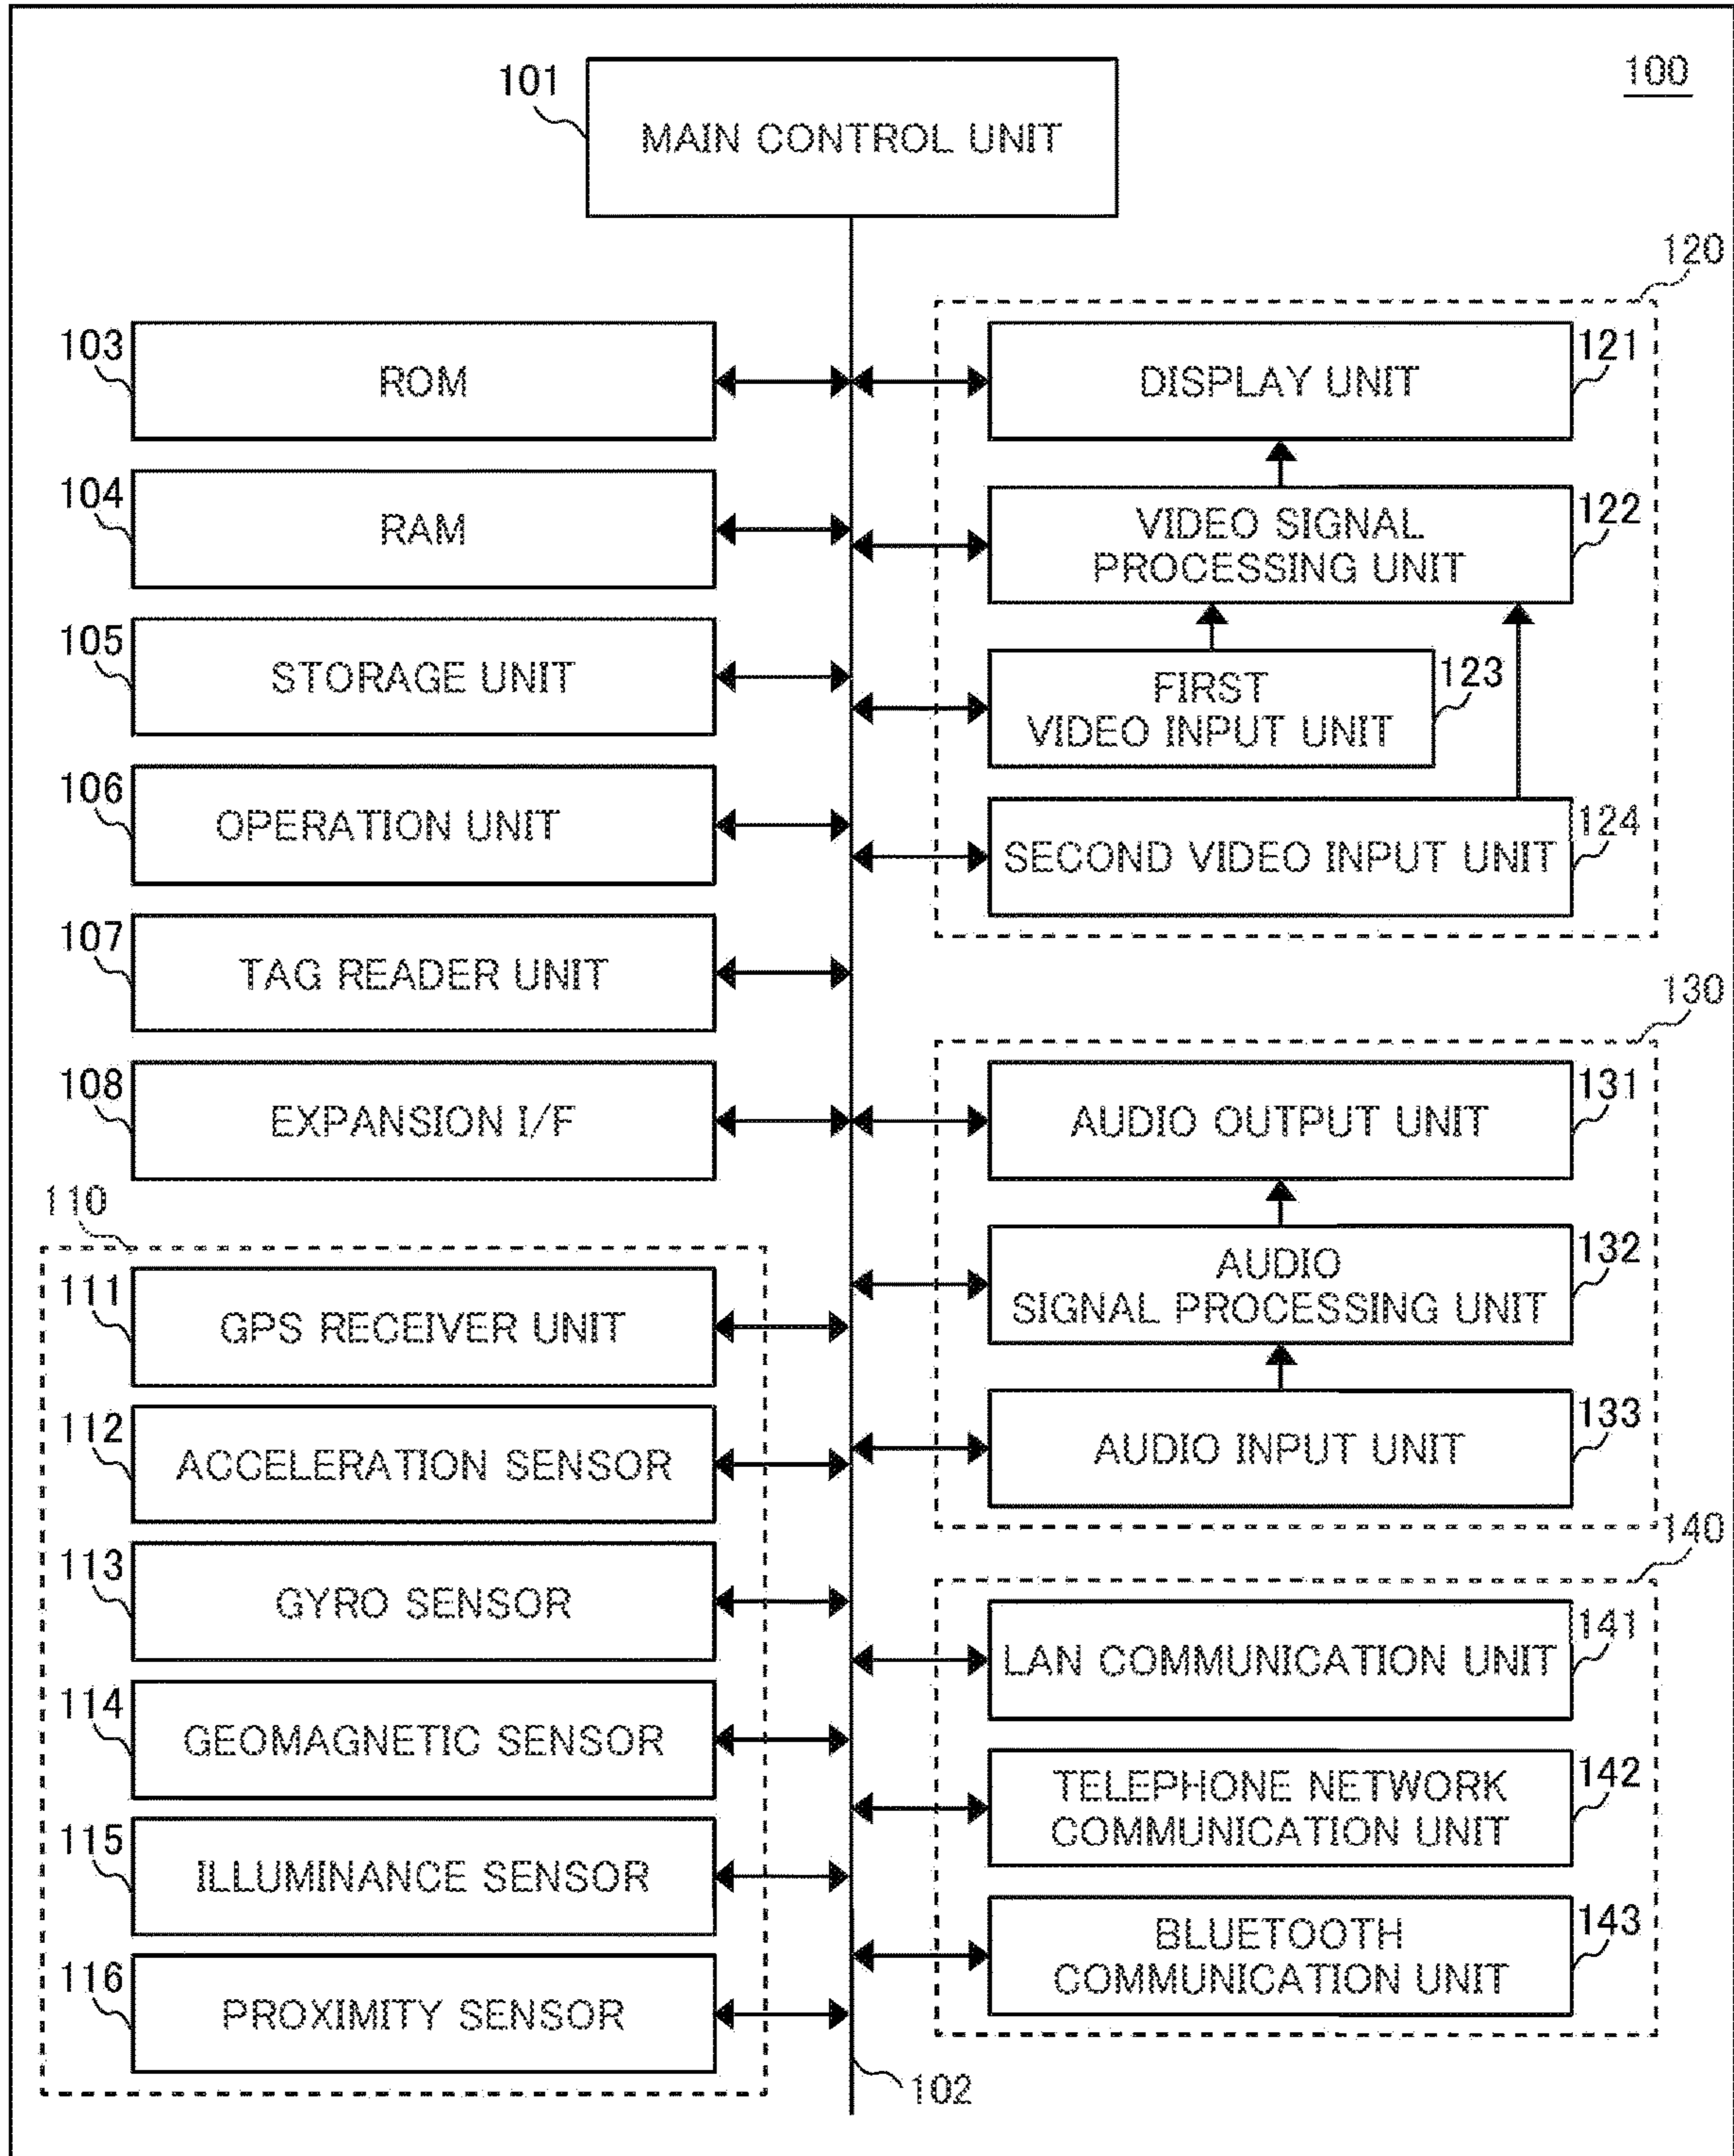 100
101
MAIN CONTROL UNIT
103
ROM
104
RAM
105
STORAGE UNIT
106
OPERATION UNIT
107
TAG READER UNIT
108
EXPANSION I/F
110
111
GPS RECEIVER UNIT
112
ACCELERATION SENSOR
113
GYRO SENSOR
114
GEOMAGNETIC SENSOR
115
ILLUMINANCE SENSOR
116
PROXIMITY SENSOR
102
120
121
DISPLAY UNIT
122
VIDEO SIGNAL
PROCESSING UNIT
123
FIRST
VIDEO INPUT UNIT
124
SECOND VIDEO INPUT UNIT
130
131
AUDIO OUTPUT UNIT
132
AUDIO
SIGNAL PROCESSING UNIT
133
AUDIO INPUT UNIT
140
141
LAN COMMUNICATION UNIT
142
TELEPHONE NETWORK
COMMUNICATION UNIT
143
BLUETOOTH
COMMUNICATION UNIT